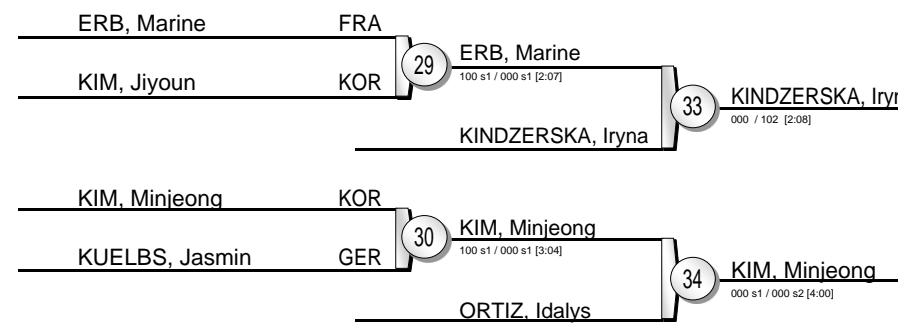 ERB, Marine FRA
KIM, Jiyoun KOR
29
ERB, Marine
100 s1 / 000 s1 [2:07]
KINDZERSKA, Iryna
33
KINDZERSKA, Iryn
000 / 102 [2:08]
KIM, Minjeong KOR
KUELBS, Jasmin GER
30
KIM, Minjeong
100 s1 / 000 s1 [3:04]
ORTIZ, Idalys
34
KIM, Minjeong
000 s1 / 000 s2 [4:00]